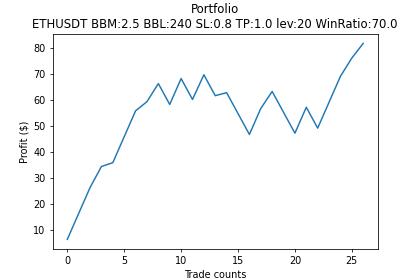 Portfolio
ETHUSDT BBM:2.5 BBL:240 SL:0.8 TP:1.0 lev:20 WinRatio:70.0
80
70
60
50
40
30
20
10
Profit ($)
0 5 10 15 20 25
Trade counts